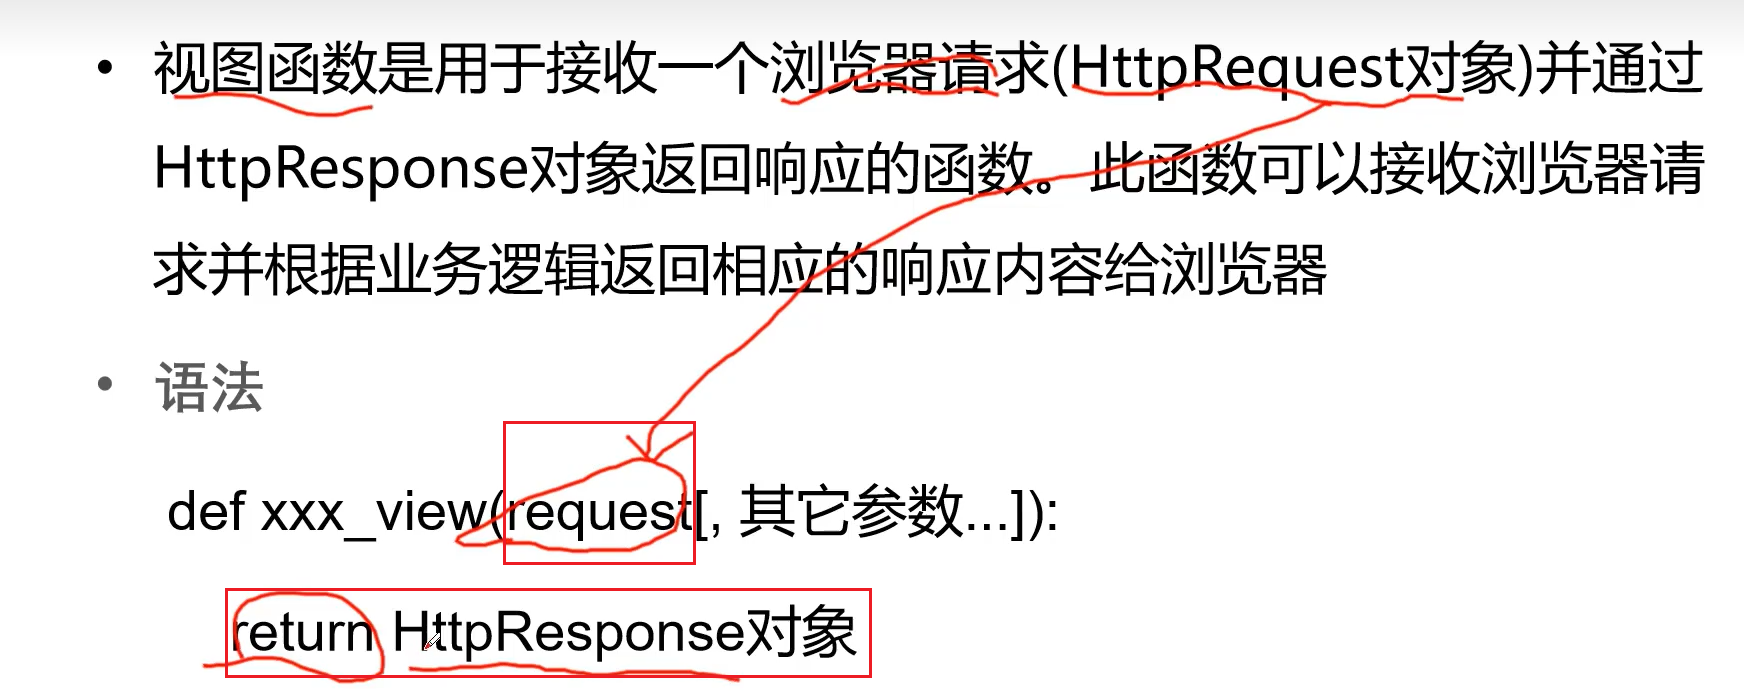 • 视图函数是用于接收一个浏览器请求(HttpRequest对象)并通过
HttpResponse对象返回响应的函数。此函数可以接收浏览器请
求并根据业务逻辑返回相应的响应内容给浏览器
• 语法
def xxx_view(request[, 其它参数...]):
return HttpResponse对象